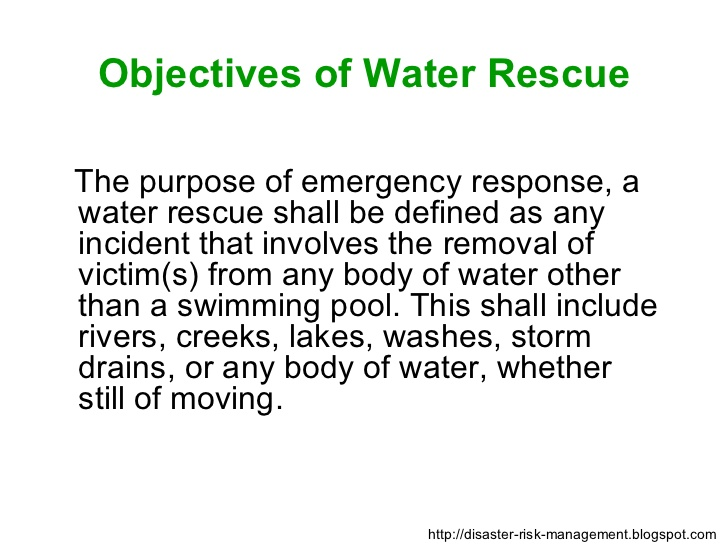 Objectives of Water Rescue
The purpose of emergency response, a
water rescue shall be defined as any
incident that involves the removal of
victim(s) from any body of water other
than a swimming pool. This shall include
rivers, creeks, lakes, washes, storm
drains, or any body of water, whether
still of moving.
http://disaster-risk-management.blogspot.com